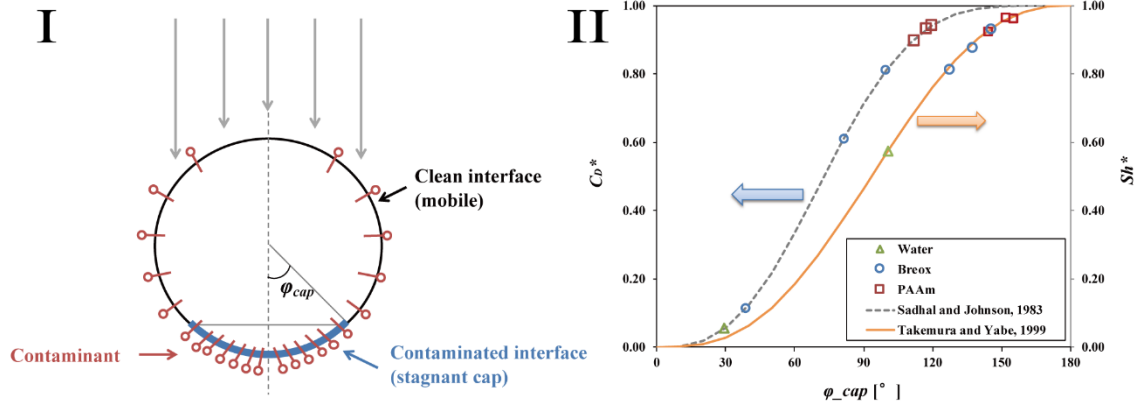 I
Clean interface
(mobile)
φcap
Contaminant
Contaminated interface
(stagnant cap)
II
1.00
0.80
0.60
0.40
0.20
0.00
CD*
1.00
0.80
0.60
0.40
0.20
0.00
Sh*
0
30
60
90
120
150
180
φ_cap [°]
Water
Breox
PAAm
Sadhal and Johnson, 1983
Takemura and Yabe, 1999